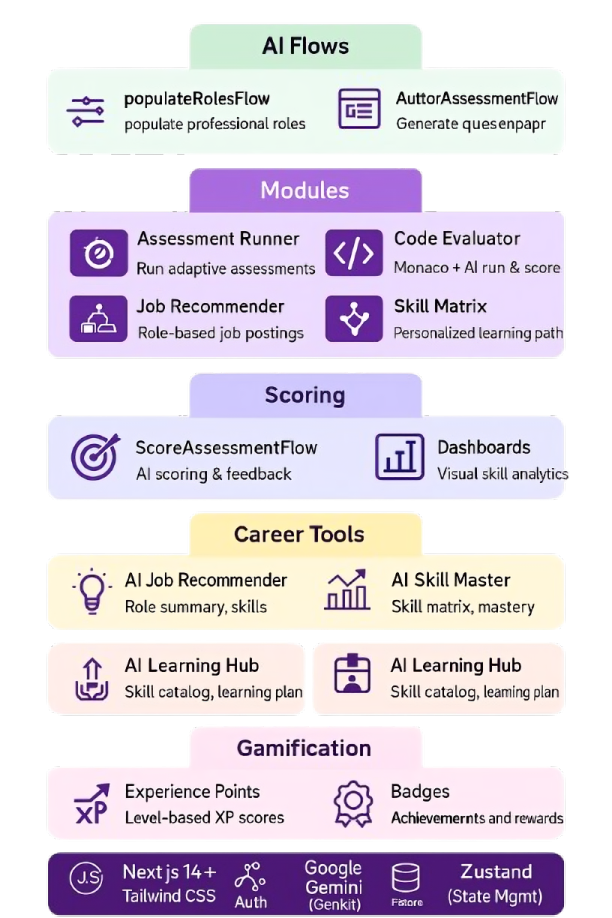 AI Flows
populateRolesFlow
populate professional roles
AuttorAssessmentFlow
Generate quesenpapr
Modules
Assessment Runner
Run adaptive assessments
Code Evaluator
Monaco + AI run & score
Job Recommender
Role-based job postings
Skill Matrix
Personalized learning path
Scoring
ScoreAssessmentFlow
AI scoring & feedback
Dashboards
Visual skill analytics
Career Tools
AI Job Recommender
Role summary, skills
AI Skill Master
Skill matrix, mastery
AI Learning Hub
Skill catalog, learning plan
AI Learning Hub
Skill catalog, leaming plan
Gamification
XP
Experience Points
Level-based XP scores
Badges
Achievernts and rewards
J.S
Next js 14+
Tailwind CSS
Auth
Google
Gemini
(Genkit)
Zustand
(State Mgmt)